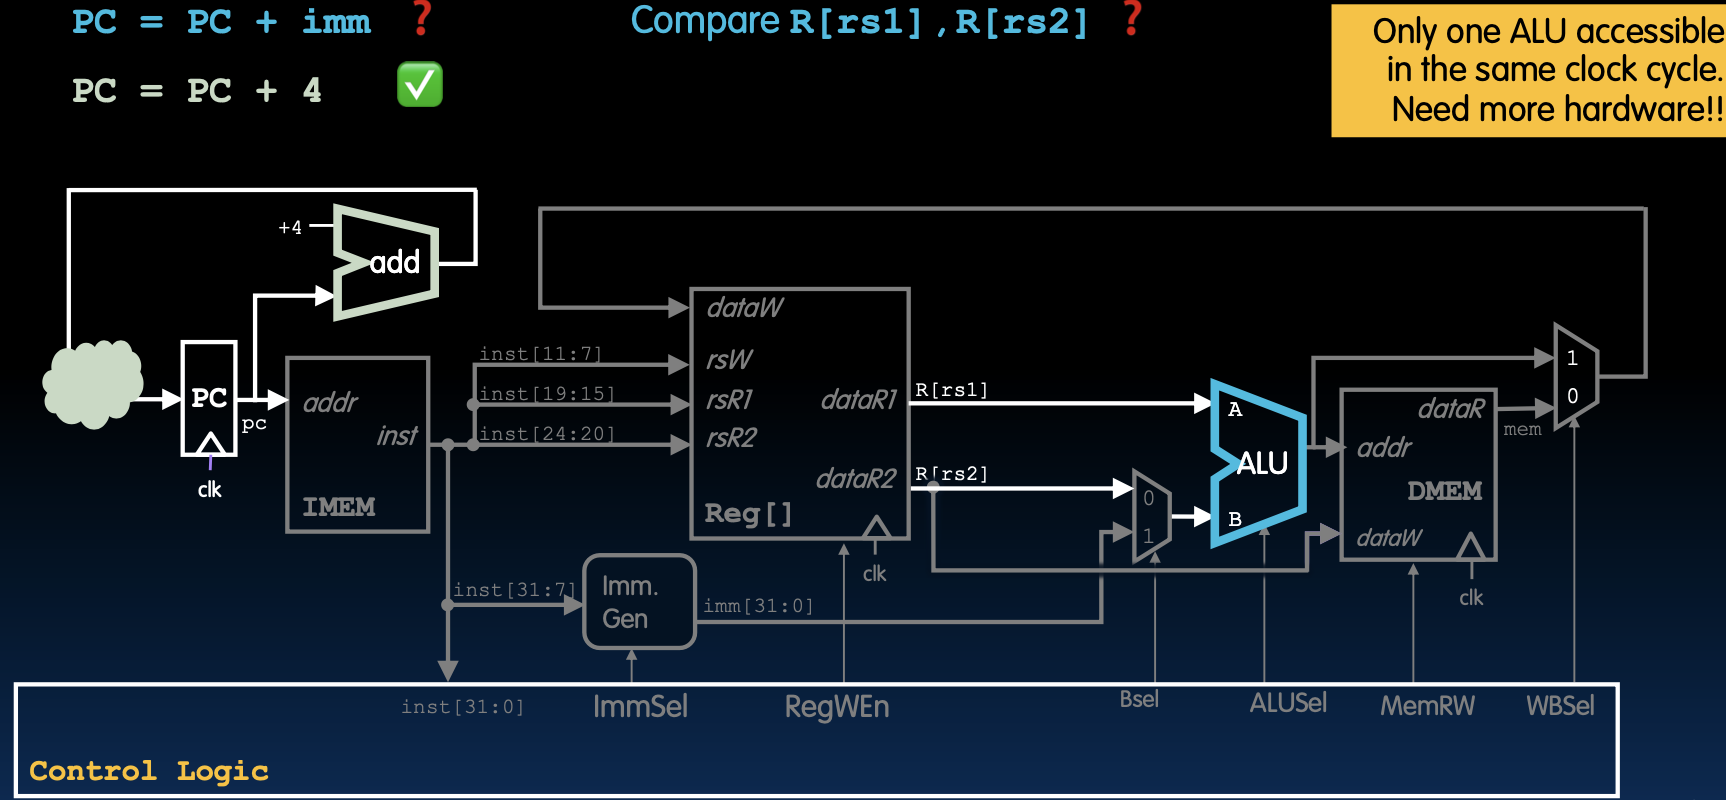 PC = PC + imm ❓
Compare R[rs1],R[rs2] ❓
Only one ALU accessible
in the same clock cycle.
Need more hardware!!
PC = PC + 4 ✅
+4
add
PC
pc
clk
addr
inst
IMEM
inst[11:7]
inst[19:15]
inst[24:20]
dataW
rsW
rsR1
rsR2
dataR1
dataR2
Reg[]
clk
R[rs1]
R[rs2]
0
1
A
ALU
B
dataR
addr
DMEM
dataW
clk
mem
1
0
inst[31:7]
Imm.
Gen
imm[31:0]
inst[31:0]
ImmSel
RegWEn
Bsel
ALUSel
MemRW
WBSel
Control Logic